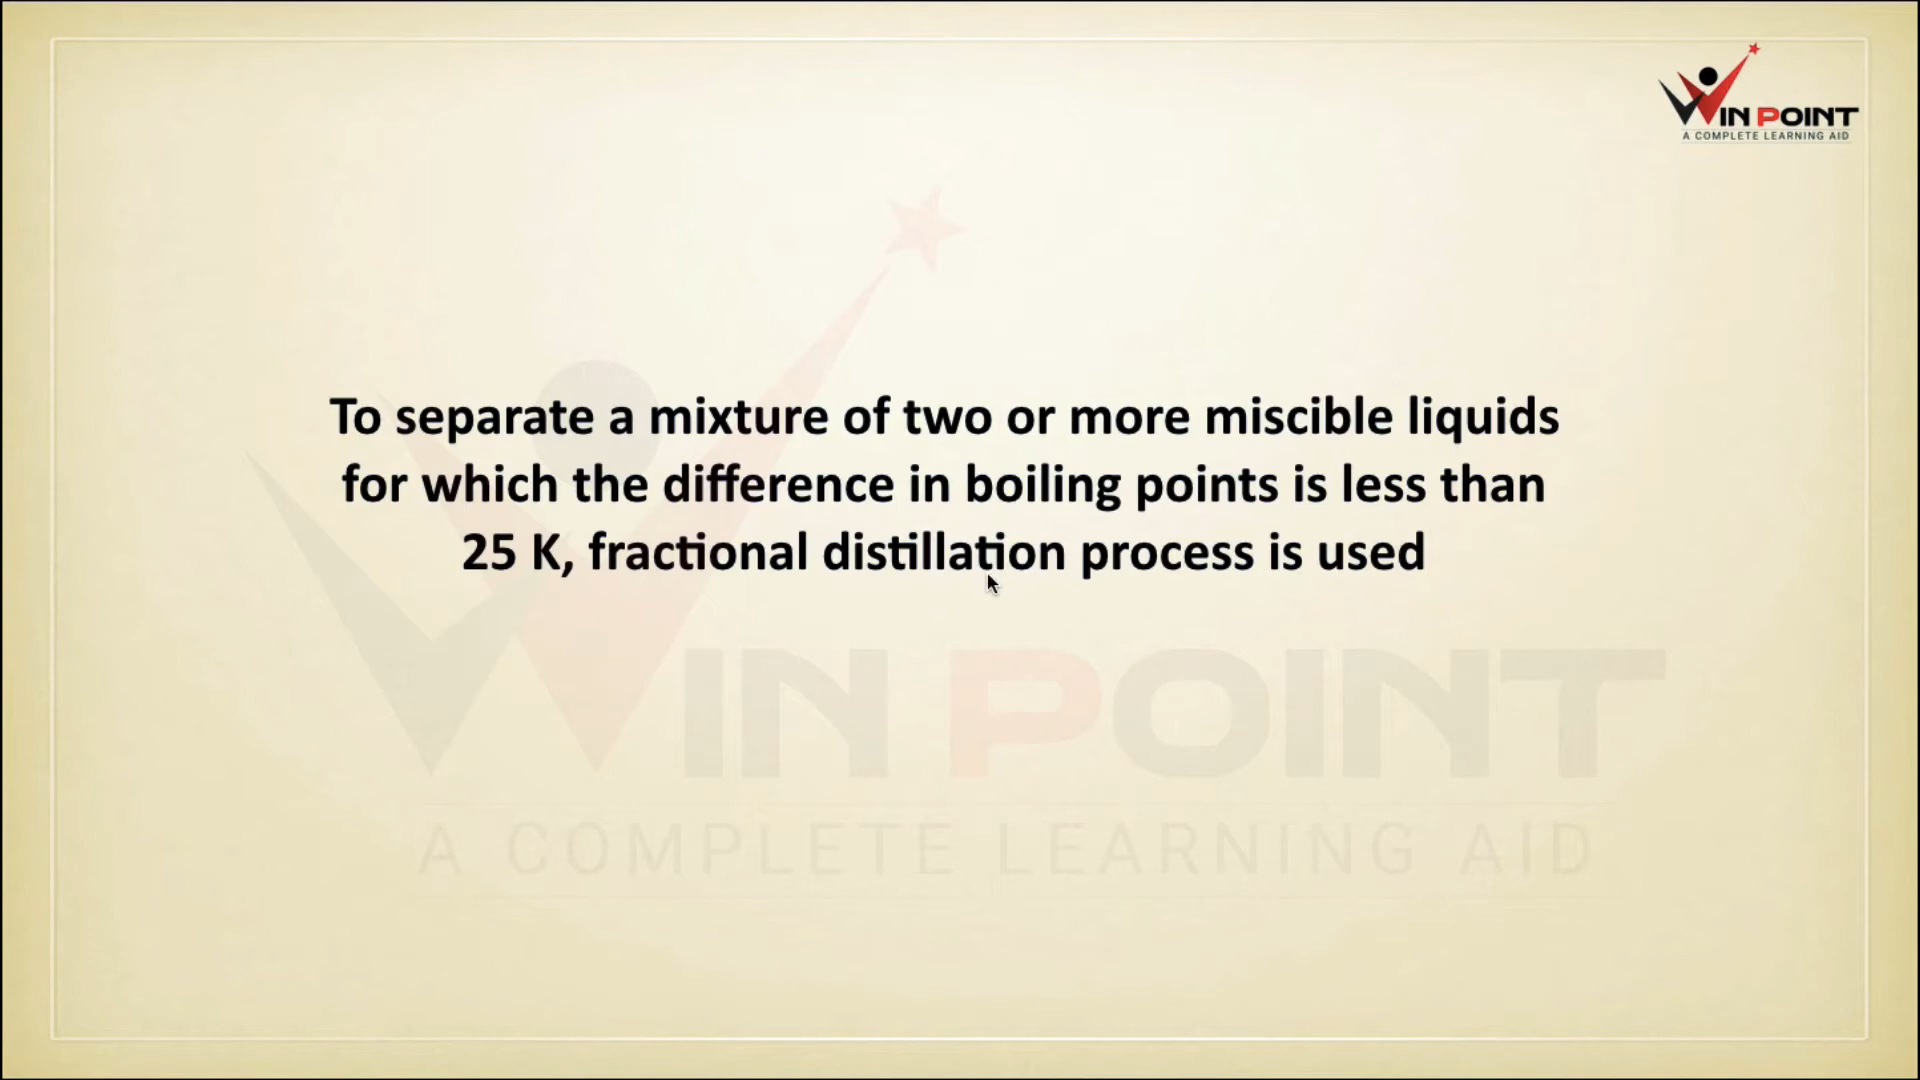 WIN POINT
A COMPLETE LEARNING AID
To separate a mixture of two or more miscible liquids
for which the difference in boiling points is less than
25 K, fractional distillation process is used
WIN POINT
A COMPLETE LEARNING AID